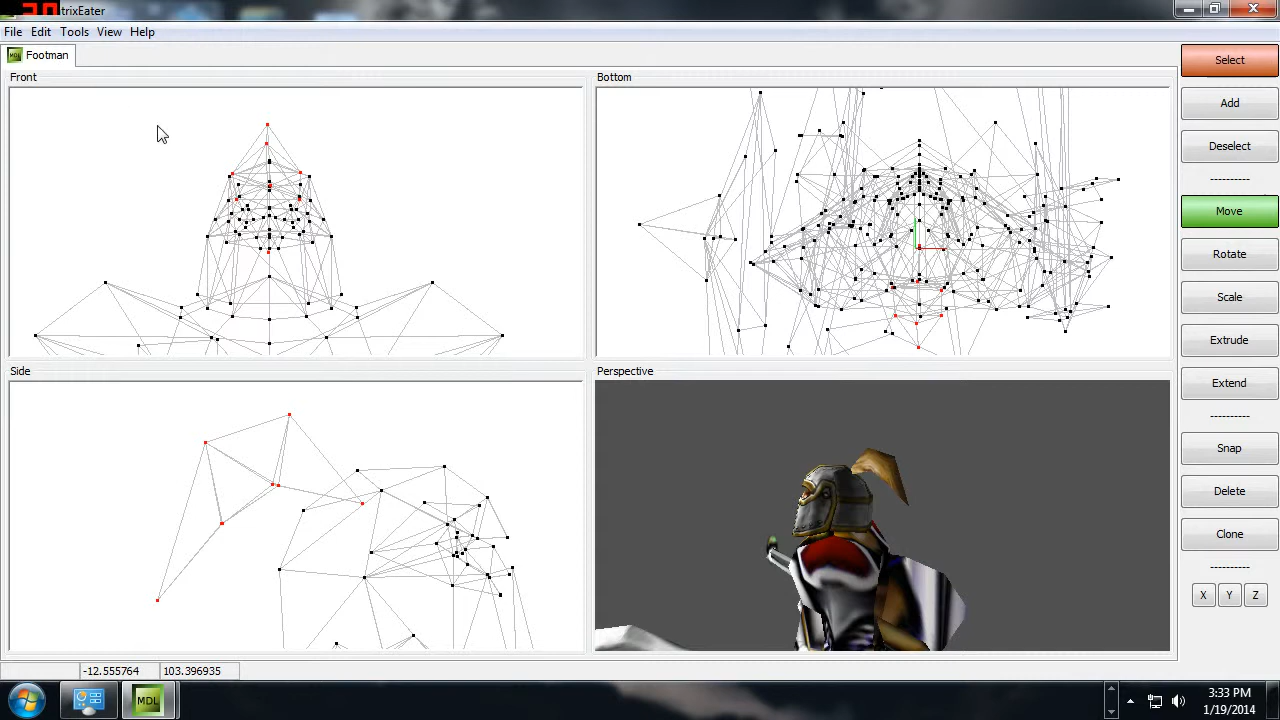 trixEater
File Edit Tools View Help
Footman
Front
Bottom
Side
Perspective
Select
Add
Deselect
----------
Move
Rotate
Scale
Extrude
Extend
----------
Snap
Delete
Clone
----------
X Y Z
-12.555764 103.396935
MDL
3:33 PM
1/19/2014